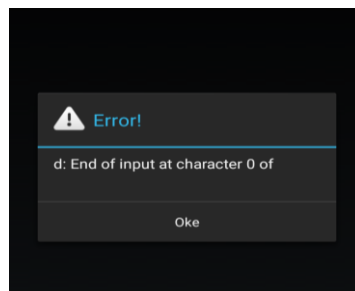 Error!
d: End of input at character 0 of
Oke